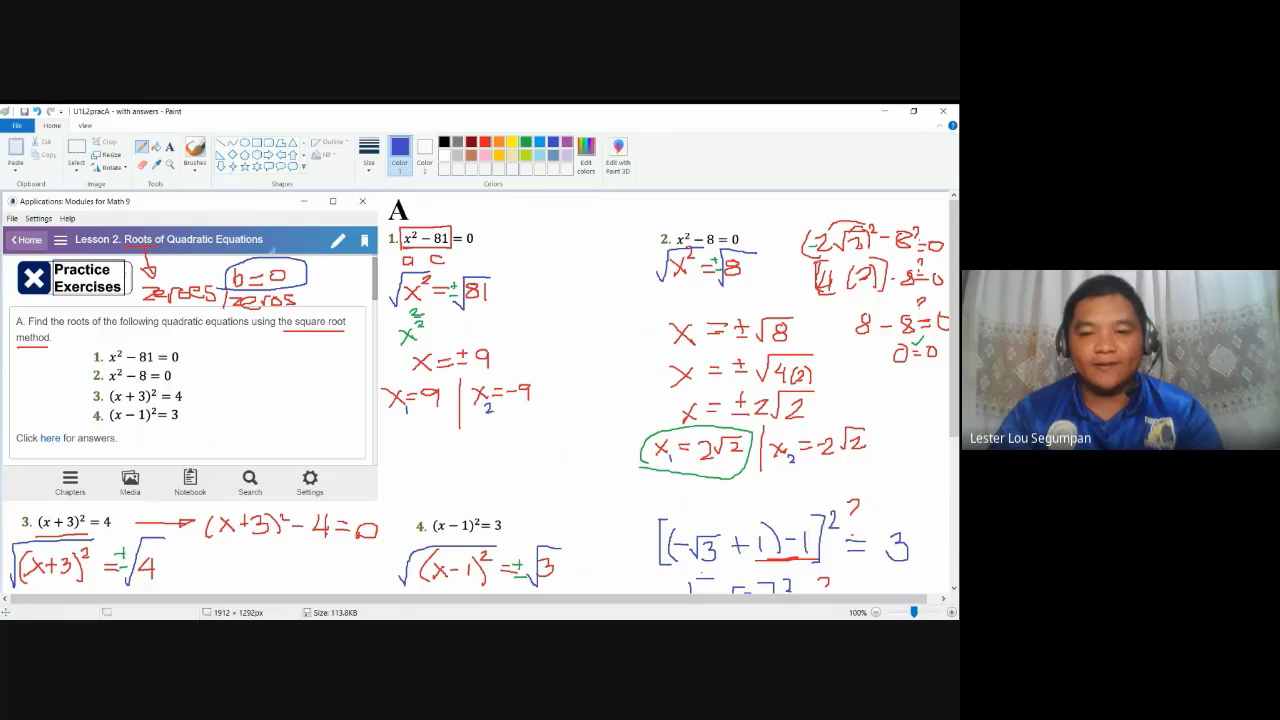 U1L2pracA - with answers - Paint
File
Home
View
Paste
Cut
Copy
Clipboard
Select
Crop
Resize
Rotate
Image
Tools
Brushes
Shapes
Outline
Fill
Size
Color 1
Color 2
Colors
Edit colors
Edit with Paint 3D
Applications: Modules for Math 9
File Settings Help
Home
Lesson 2. Roots of Quadratic Equations
Practice Exercises
zeroes/zeros
b = 0
A. Find the roots of the following quadratic equations using the square root
method.
1. x² − 81 = 0
2. x² − 8 = 0
3. (x + 3)² = 4
4. (x − 1)² = 3
Click here for answers.
Chapters Media Notebook Search Settings
A
1. x² − 81 = 0
a c
√x² = ±√81
x = ±9
x₁ = 9 | x₂ = −9
2. x² − 8 = 0
√x² = ±√8
x = ±√8
x = ±√4(2)
x = ±2√2
x₁ = 2√2 | x₂ = −2√2
8 − 8 = 0
?
0 = 0 ✓
3. (x + 3)² = 4 → (x+3)² − 4 = 0
√(x+3)² = ±√4
4. (x − 1)² = 3
√(x−1)² = ±√3
[(−√3 + 1) − 1]² ?= 3
1912 × 1292px
Size: 113.8KB
100%
Lester Lou Segumpan